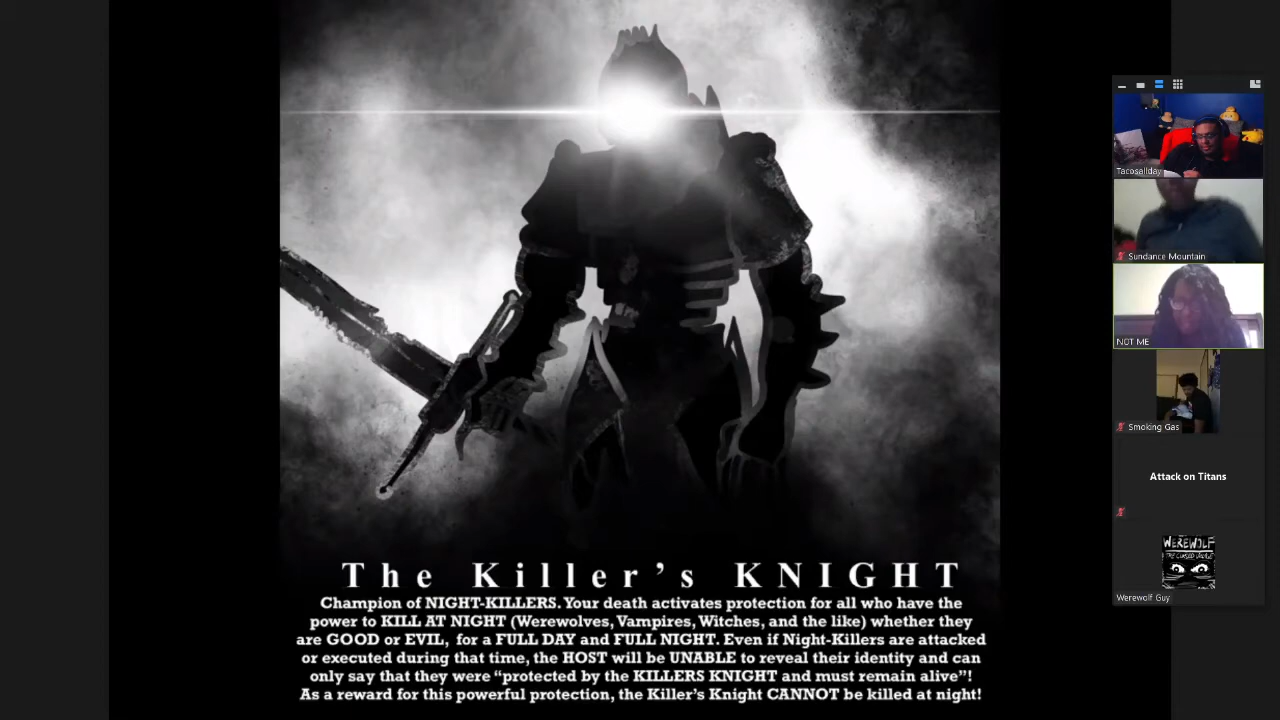 The Killer's KNIGHT
Champion of NIGHT-KILLERS. Your death activates protection for all who have the
power to KILL AT NIGHT (Werewolves, Vampires, Witches, and the like) whether they
are GOOD or EVIL, for a FULL DAY and FULL NIGHT. Even if Night-Killers are attacked
or executed during that time, the HOST will be UNABLE to reveal their identity and can
only say that they were “protected by the KILLERS KNIGHT and must remain alive”!
As a reward for this powerful protection, the Killer's Knight CANNOT be killed at night!
Tacosallday
Sundance Mountain
NOT ME
Smoking Gas
Attack on Titans
WEREWOLF
THE CURSED VILLAGE
Werewolf Guy